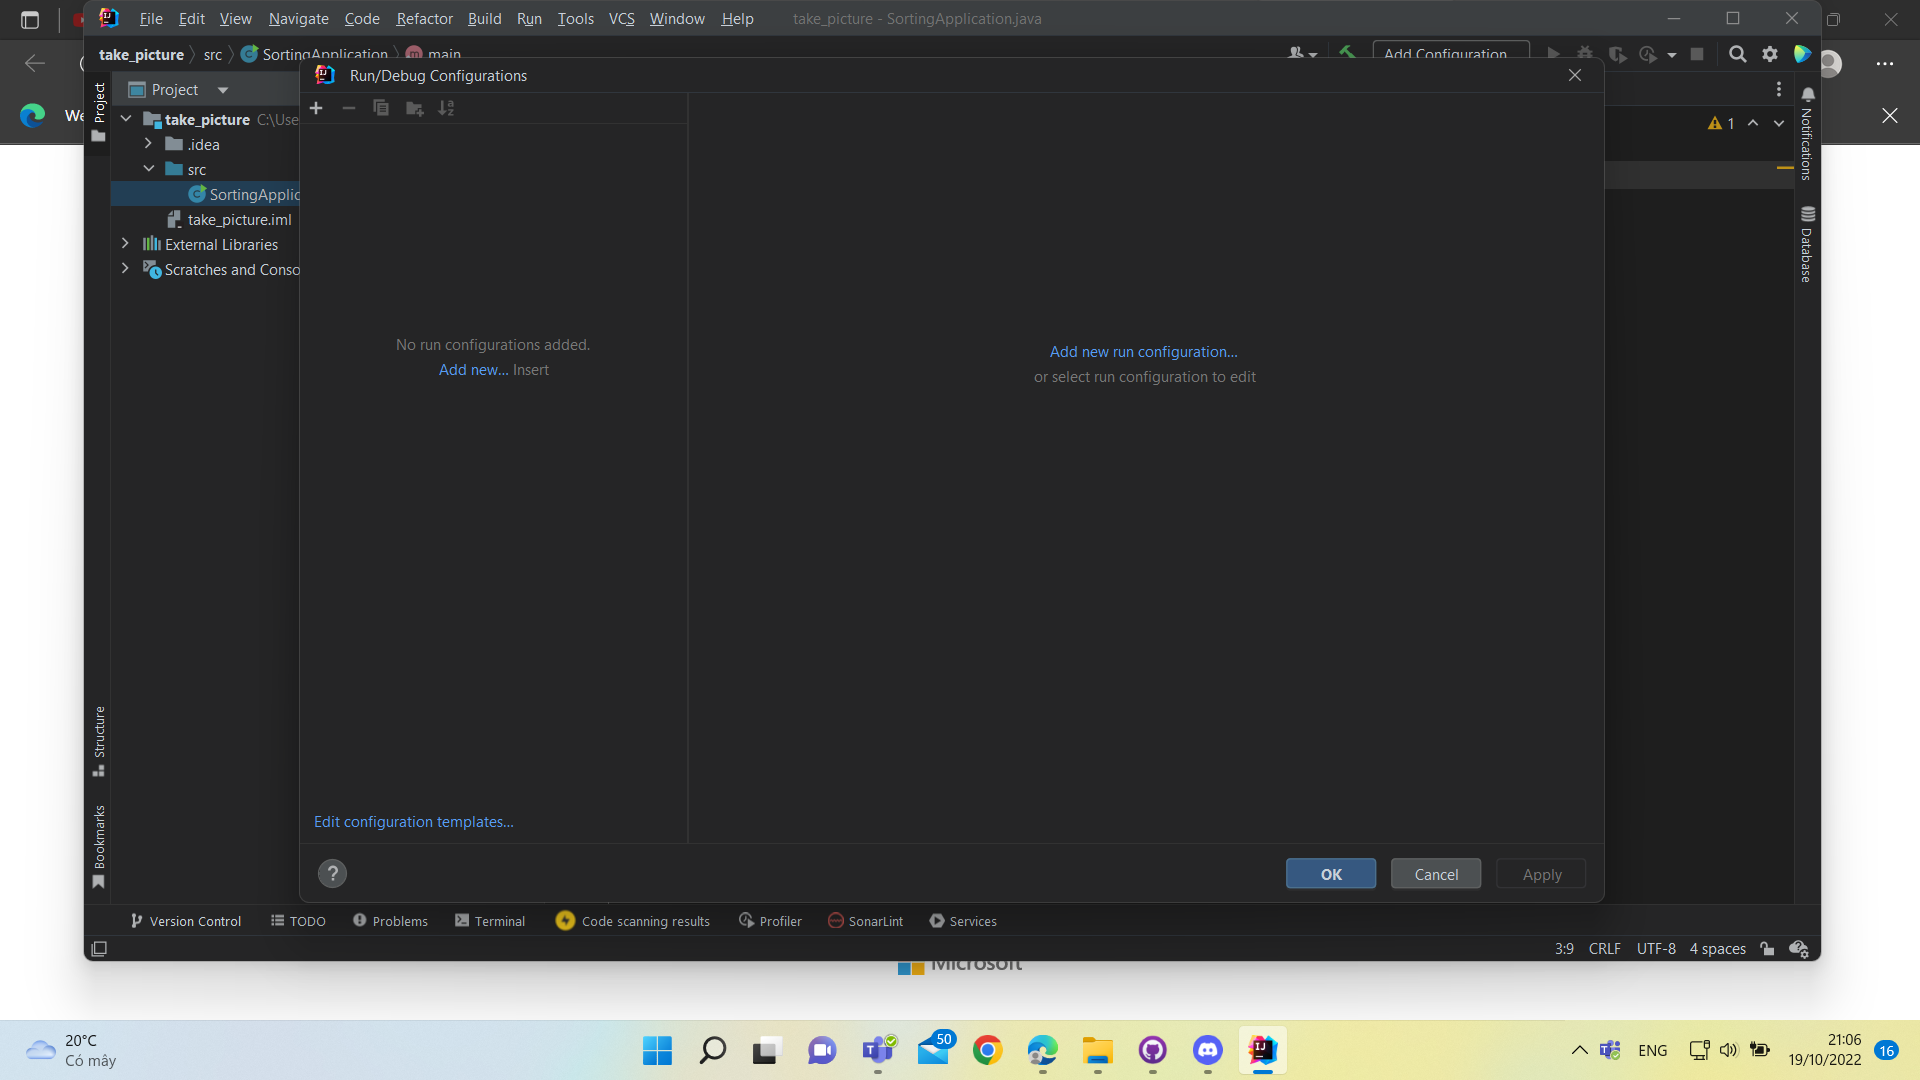 File Edit View Navigate Code Refactor Build Run Tools VCS Window Help take_picture - SortingApplication.java
take_picture src SortingApplication main Add Configuration...
Run/Debug Configurations
Project
Project
We
take_picture C:\Use
.idea
src
SortingApplic
take_picture.iml
External Libraries
Scratches and Conso
1
Notifications
Database
No run configurations added.
Add new... Insert
Add new run configuration...
or select run configuration to edit
Structure
Bookmarks
Edit configuration templates...
?
OK Cancel Apply
Version Control TODO Problems Terminal Code scanning results Profiler SonarLint Services
3:9 CRLF UTF-8 4 spaces
Microsoft
20°C
Có mây
50
ENG
21:06
19/10/2022
16